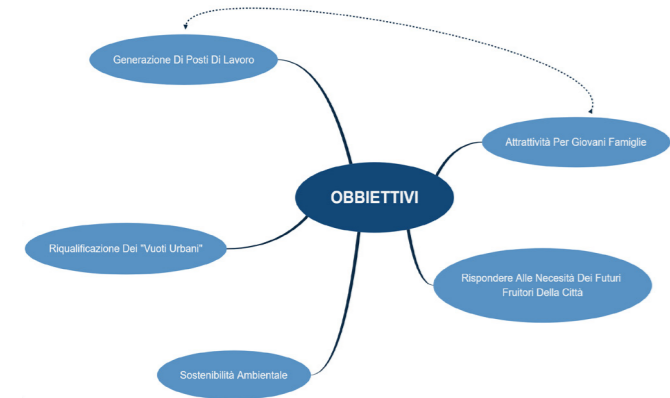 Generazione Di Posti Di Lavoro
Attrattività Per Giovani Famiglie
OBBIETTIVI
Riqualificazione Dei "Vuoti Urbani"
Rispondere Alle Necesità Dei Futuri
Fruitori Della Città
Sostenibilità Ambientale